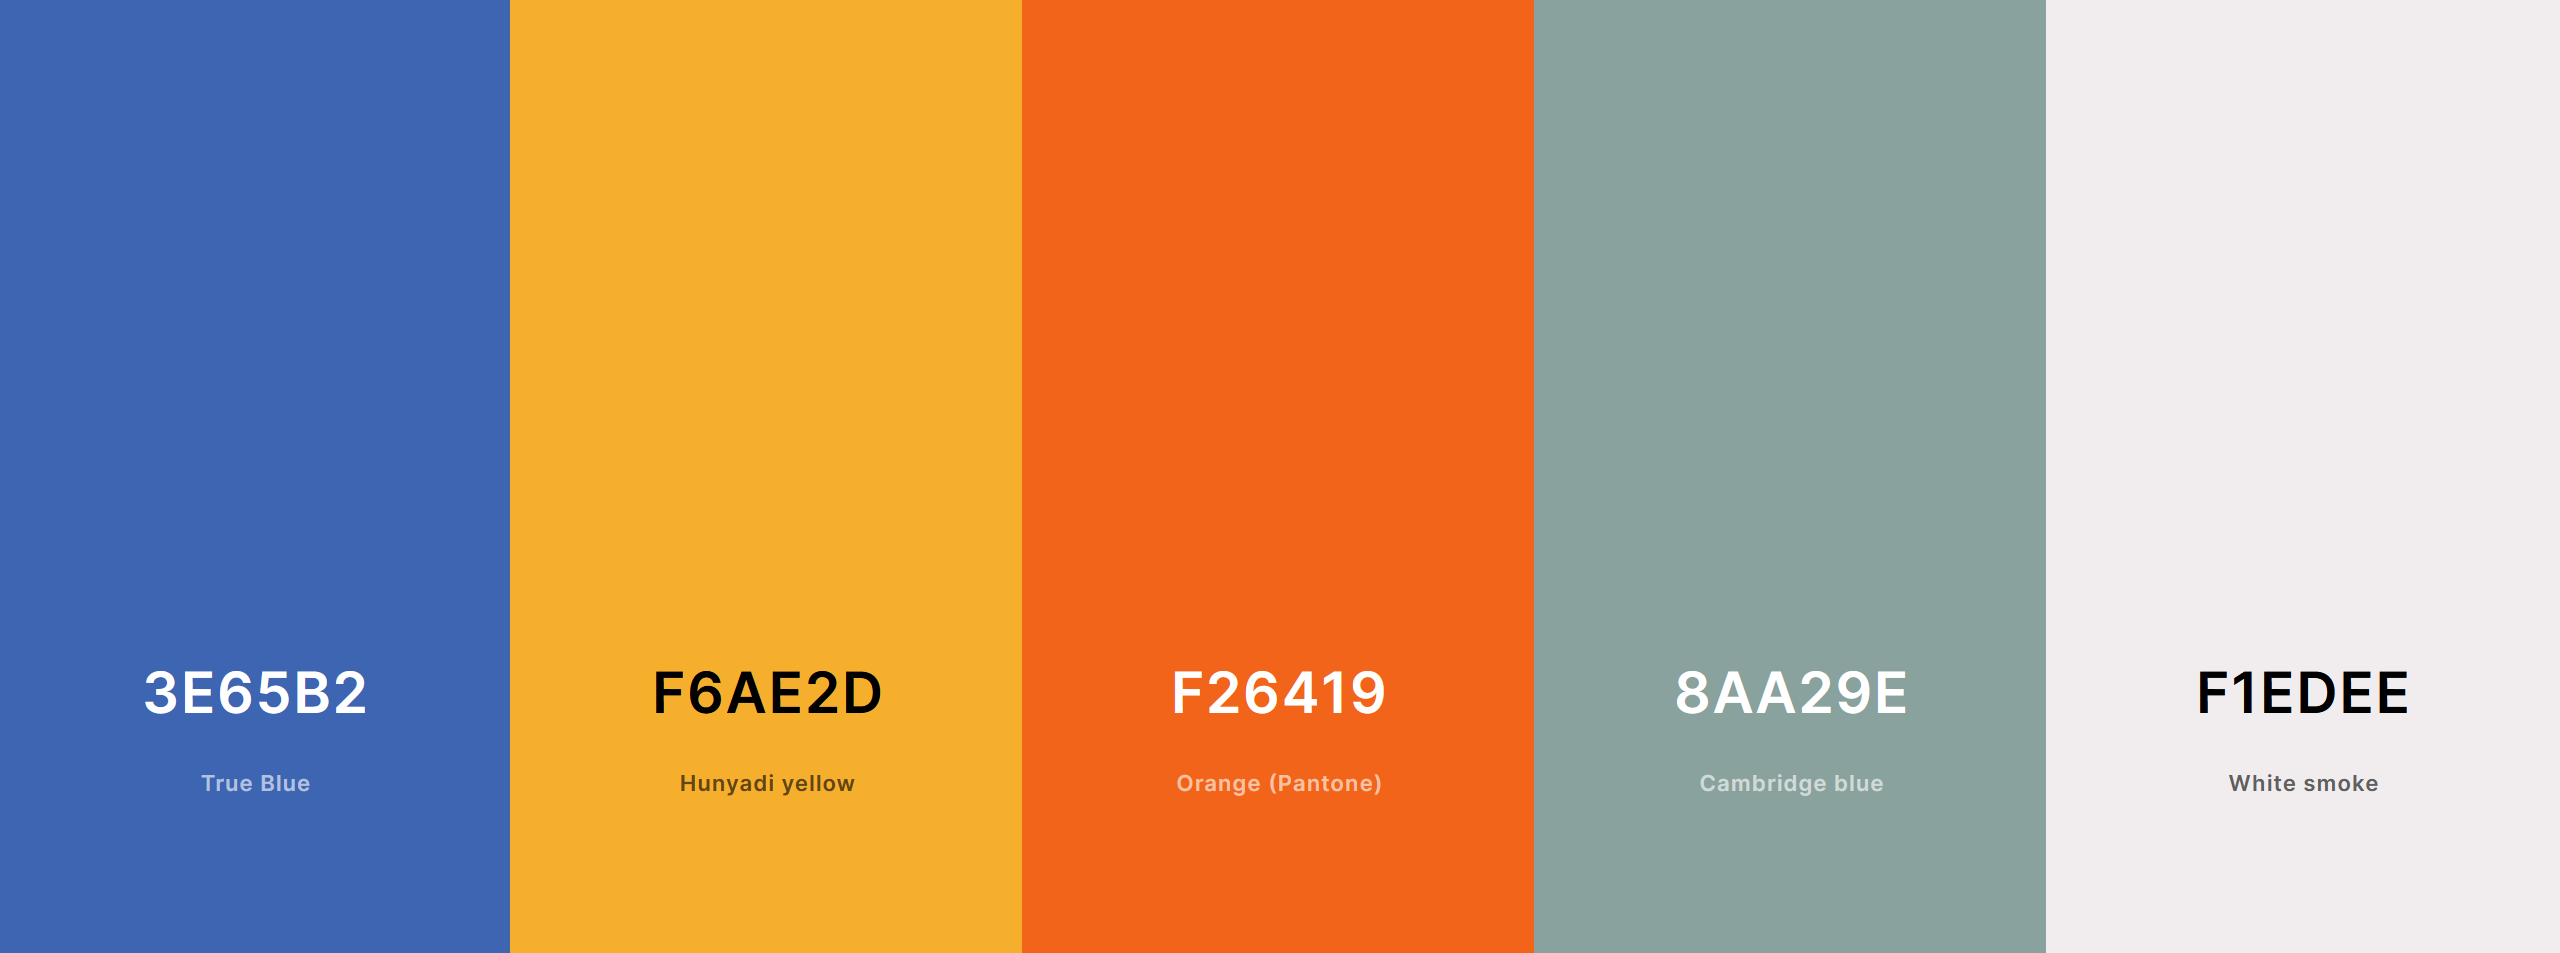 3E65B2
True Blue
F6AE2D
Hunyadi yellow
F26419
Orange (Pantone)
8AA29E
Cambridge blue
F1EDEE
White smoke